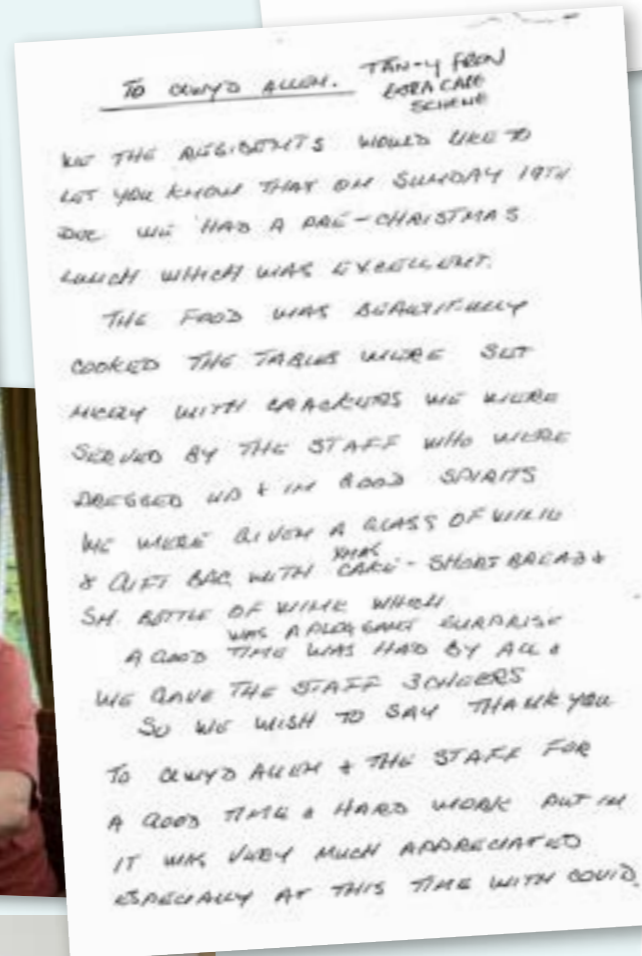 TO CLWYD ALLEN.
TAN-Y FRON
EXTRA CARE
SCHEME
WE THE RESIDENTS WOULD LIKE TO
LET YOU KNOW THAT ON SUNDAY 19TH
DEC WE HAD A PRE-CHRISTMAS
LUNCH WHICH WAS EXCELLENT.
THE FOOD WAS BEAUTIFULLY
COOKED THE TABLES WERE SET
NICELY WITH CRACKERS WE WERE
SERVED BY THE STAFF WHO WERE
DRESSED UP & IN GOOD SPIRITS
WE WERE GIVEN A GLASS OF WINE
& GIFT BAG WITH XMAS CAKE - SHORTBREAD &
SM. BOTTLE OF WINE WHICH
WAS A PLEASANT SURPRISE
A GOOD TIME WAS HAD BY ALL &
WE GAVE THE STAFF 3 CHEERS
SO WE WISH TO SAY THANK YOU
TO CLWYD ALLEN & THE STAFF FOR
A GOOD TIME & HARD WORK PUT IN
IT WAS VERY MUCH APPRECIATED
ESPECIALLY AT THIS TIME WITH COVID.